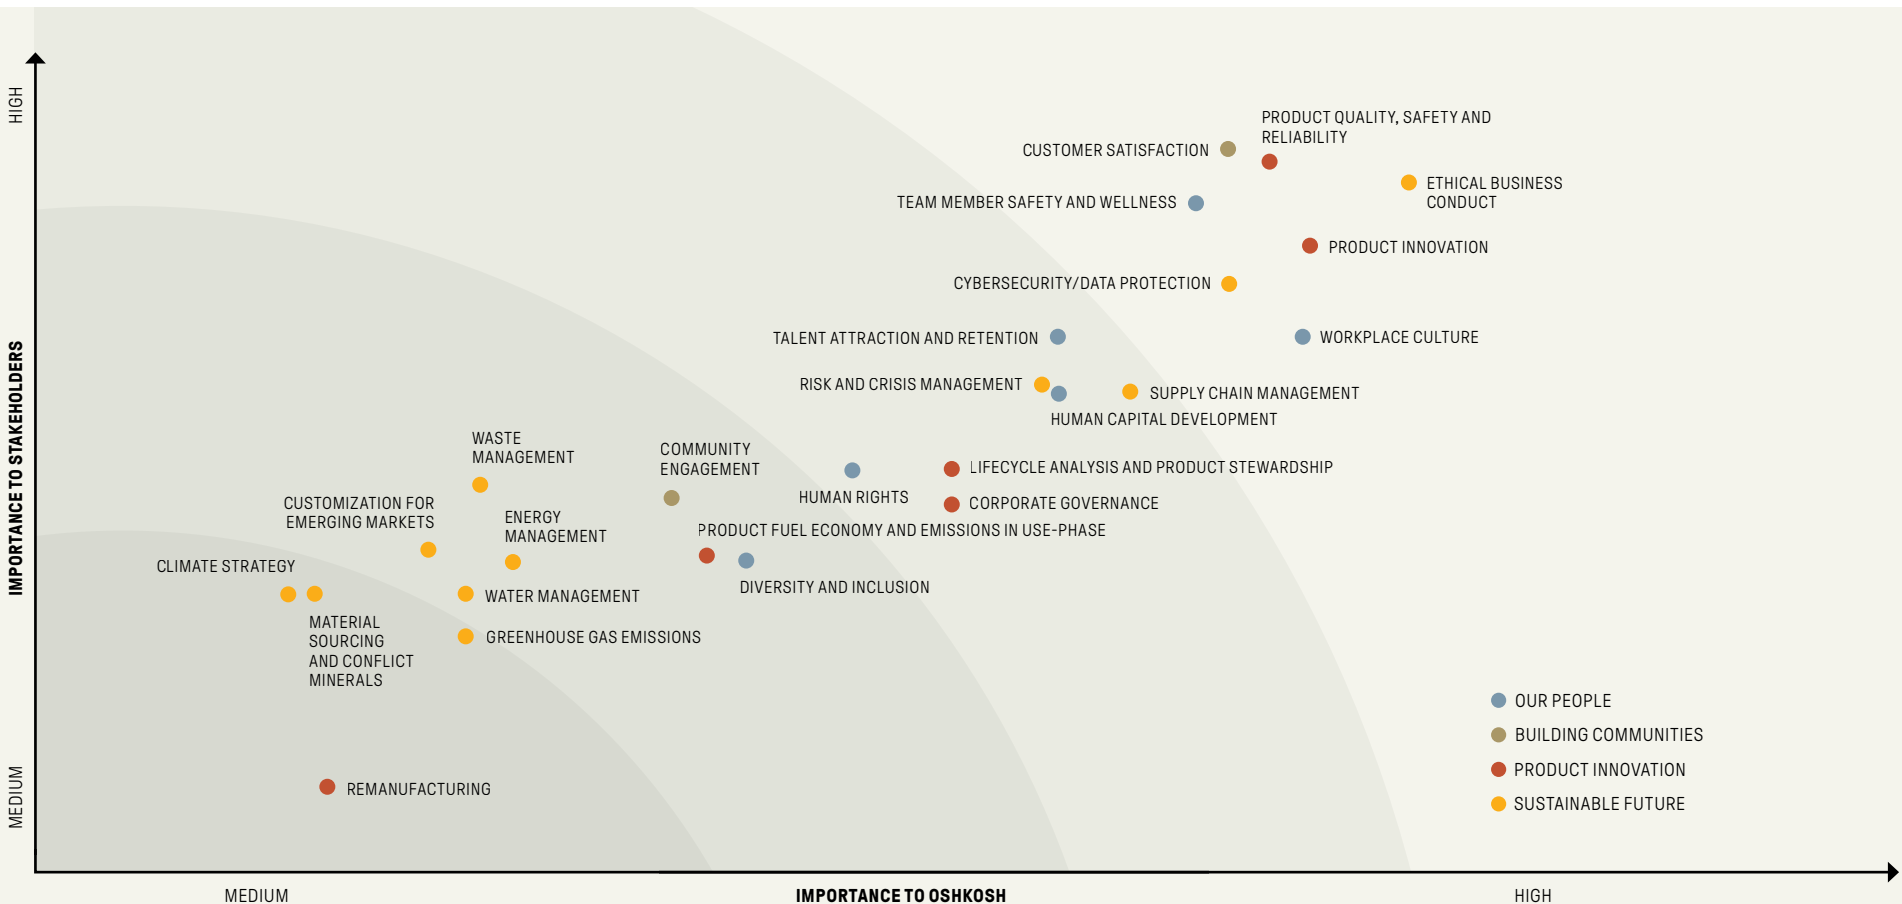 HIGH
PRODUCT QUALITY, SAFETY AND
RELIABILITY
CUSTOMER SATISFACTION
ETHICAL BUSINESS
CONDUCT
TEAM MEMBER SAFETY AND WELLNESS
PRODUCT INNOVATION
CYBERSECURITY/DATA PROTECTION
TALENT ATTRACTION AND RETENTION
WORKPLACE CULTURE
RISK AND CRISIS MANAGEMENT
SUPPLY CHAIN MANAGEMENT
HUMAN CAPITAL DEVELOPMENT
IMPORTANCE TO STAKEHOLDERS
WASTE
MANAGEMENT
COMMUNITY
ENGAGEMENT
LIFECYCLE ANALYSIS AND PRODUCT STEWARDSHIP
HUMAN RIGHTS
CORPORATE GOVERNANCE
CUSTOMIZATION FOR
EMERGING MARKETS
ENERGY
MANAGEMENT
PRODUCT FUEL ECONOMY AND EMISSIONS IN USE-PHASE
CLIMATE STRATEGY
DIVERSITY AND INCLUSION
WATER MANAGEMENT
MATERIAL
SOURCING
AND CONFLICT
MINERALS
GREENHOUSE GAS EMISSIONS
OUR PEOPLE
BUILDING COMMUNITIES
PRODUCT INNOVATION
SUSTAINABLE FUTURE
REMANUFACTURING
MEDIUM
MEDIUM
IMPORTANCE TO OSHKOSH
HIGH